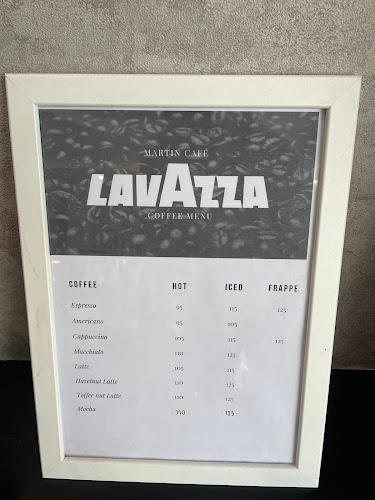 MARTIN CAFÉ
LAVAZZA
COFFEE MENU
COFFEE HOT ICED FRAPPE
Espresso 95 115 125
Americano 95 105
Cappuccino 105 115 125
Macchiato 110 125
Latte 105 115
Hazelnut Latte 110 125
Toffee nut Latte 110 125
Mocha 110 125